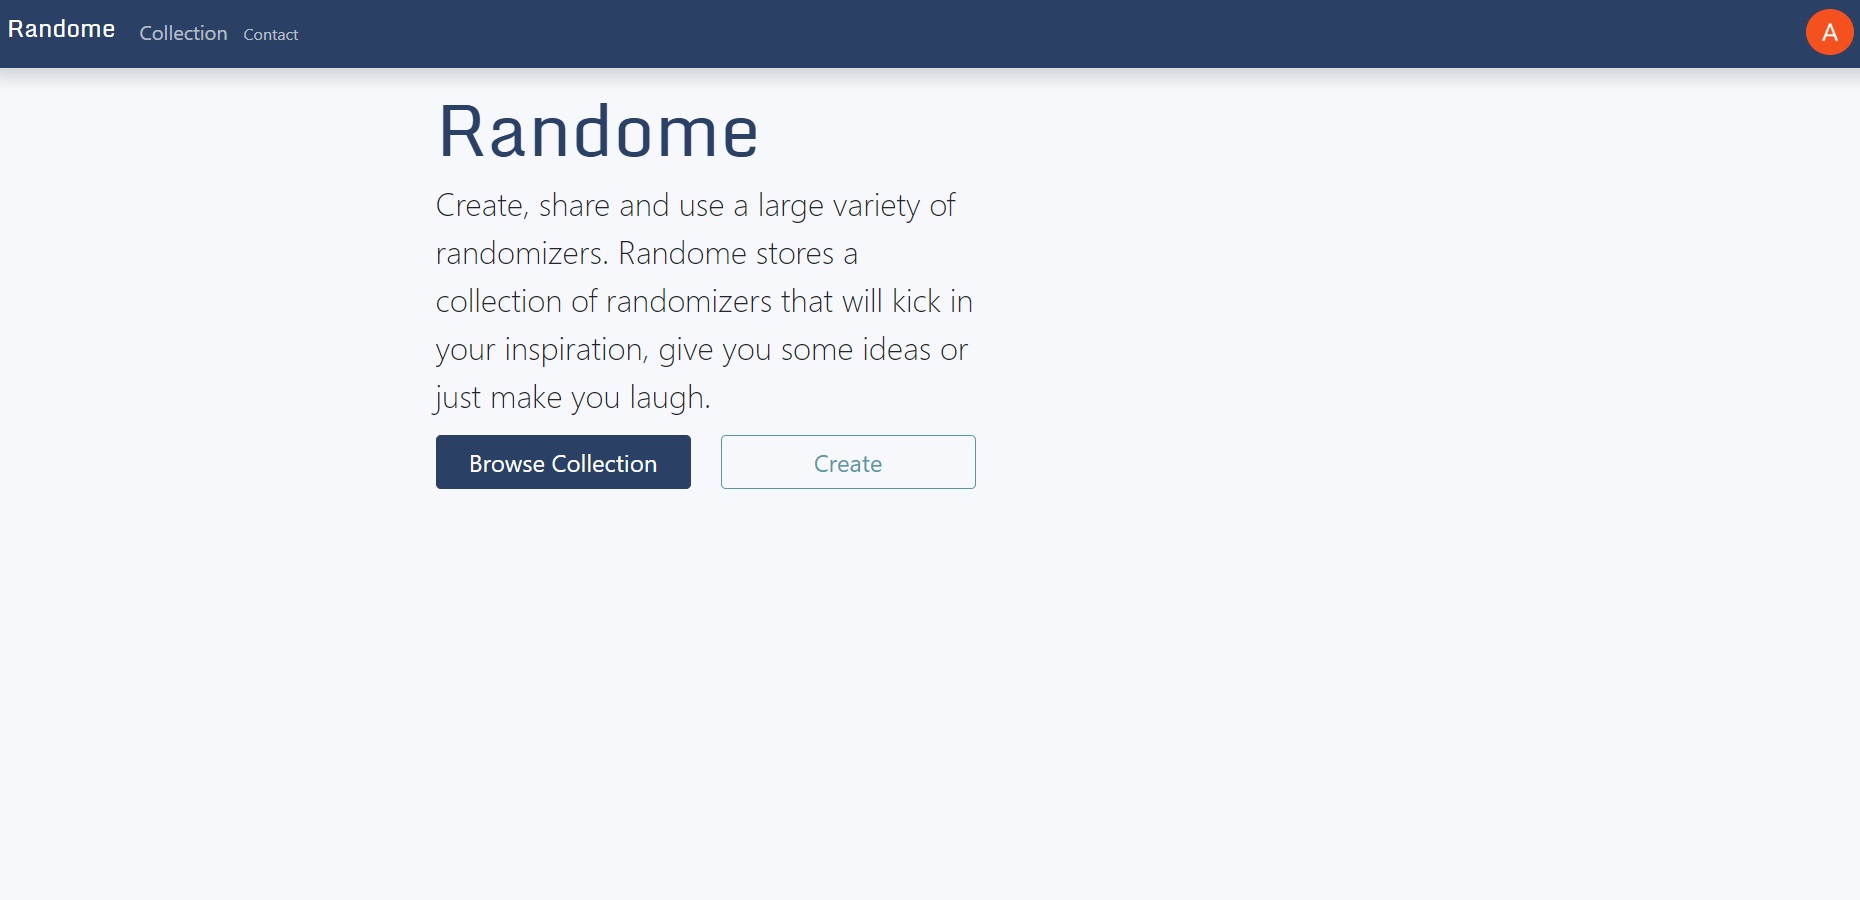 Randome Collection Contact A
Randome
Create, share and use a large variety of
randomizers. Randome stores a
collection of randomizers that will kick in
your inspiration, give you some ideas or
just make you laugh.
Browse Collection Create